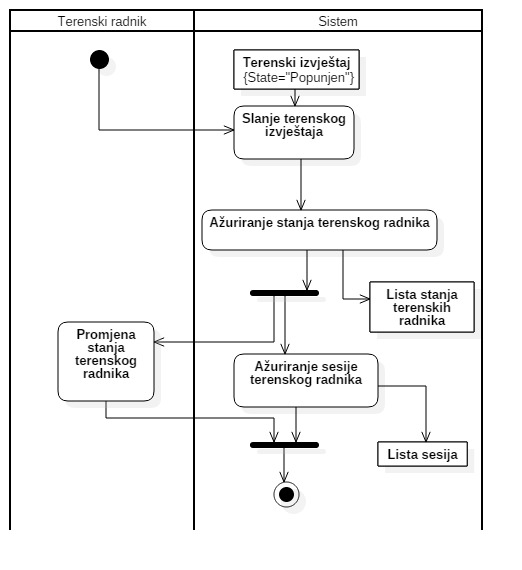 Terenski radnik
Sistem
Terenski izvještaj
{State="Popunjen"}
Slanje terenskog
izvještaja
Ažuriranje stanja terenskog radnika
Lista stanja
terenskih
radnika
Promjena
stanja
terenskog
radnika
Ažuriranje sesije
terenskog radnika
Lista sesija